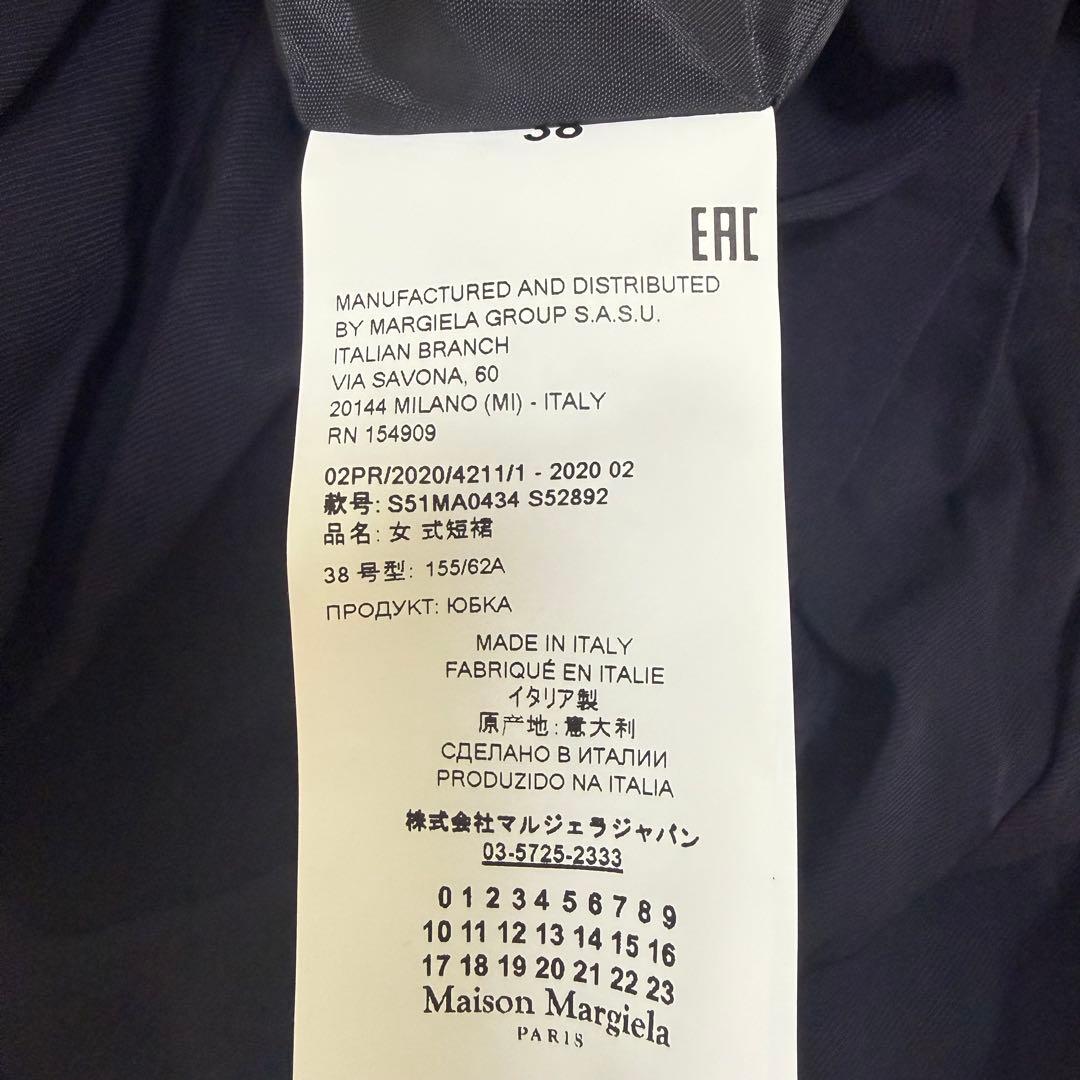 38
EAC
MANUFACTURED AND DISTRIBUTED
BY MARGIELA GROUP S.A.S.U.
ITALIAN BRANCH
VIA SAVONA, 60
20144 MILANO (MI) - ITALY
RN 154909
02PR/2020/4211/1 - 2020 02
款号: S51MA0434 S52892
品名: 女 式短裙
38 号型: 155/62A
ПРОДУКТ: ЮБКА
MADE IN ITALY
FABRIQUÉ EN ITALIE
イタリア製
原产地: 意大利
СДЕЛАНО В ИТАЛИИ
PRODUZIDO NA ITALIA
株式会社マルジェラジャパン
03-5725-2333
0 1 2 3 4 5 6 7 8 9
10 11 12 13 14 15 16
17 18 19 20 21 22 23
Maison Margiela
PARIS